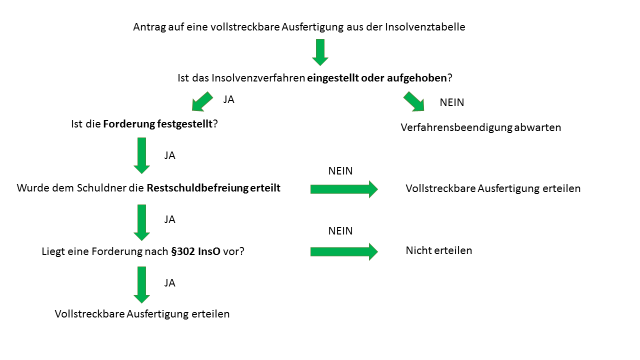 Antrag auf eine vollstreckbare Ausfertigung aus der Insolvenztabelle
Ist das Insolvenzverfahren eingestellt oder aufgehoben?
JA
NEIN
Ist die Forderung festgestellt?
Verfahrensbeendigung abwarten
JA
NEIN
Wurde dem Schuldner die Restschuldbefreiung erteilt
Vollstreckbare Ausfertigung erteilen
JA
NEIN
Liegt eine Forderung nach §302 InsO vor?
Nicht erteilen
JA
Vollstreckbare Ausfertigung erteilen